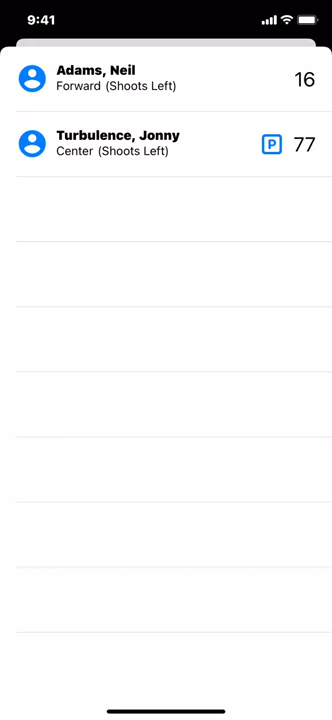 9:41
Adams, Neil
Forward (Shoots Left)
16
Turbulence, Jonny
Center (Shoots Left)
P 77